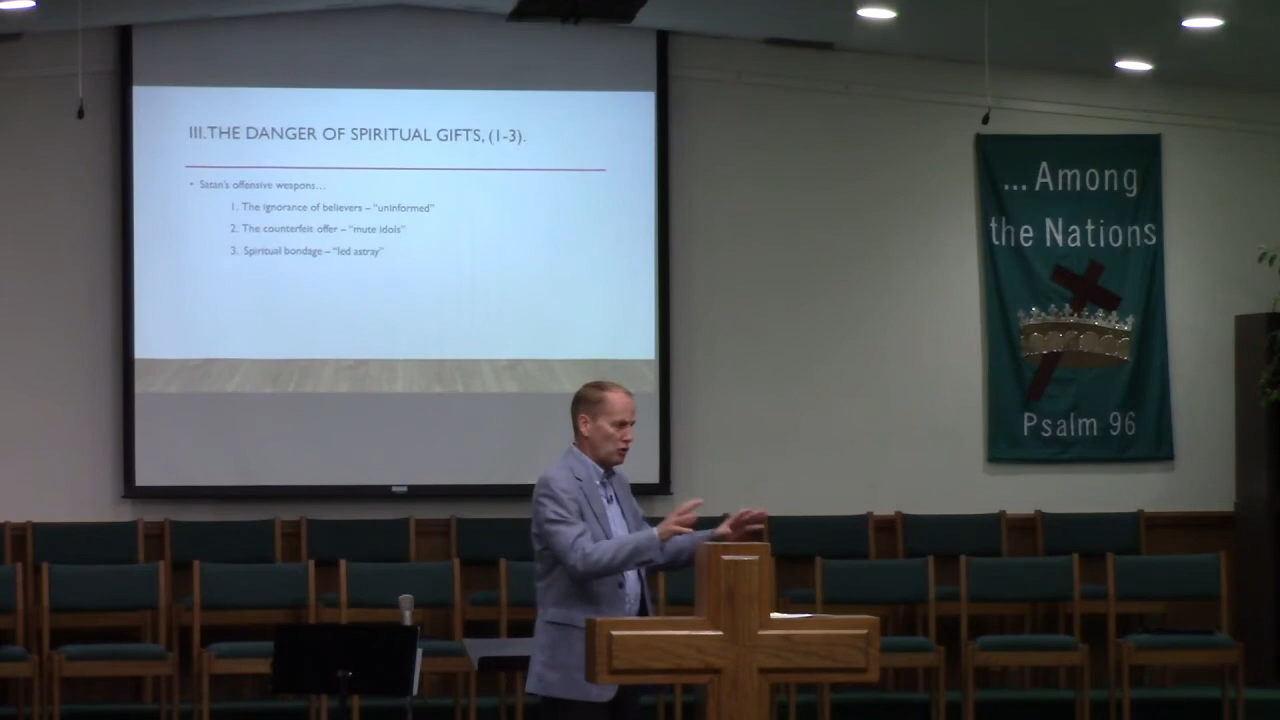 III. THE DANGER OF SPIRITUAL GIFTS, (1-3).
• Satan's offensive weapons…
1. The ignorance of believers – "uninformed"
2. The counterfeit offer – "mute idols"
3. Spiritual bondage – "led astray"
...Among
the Nations
Psalm 96